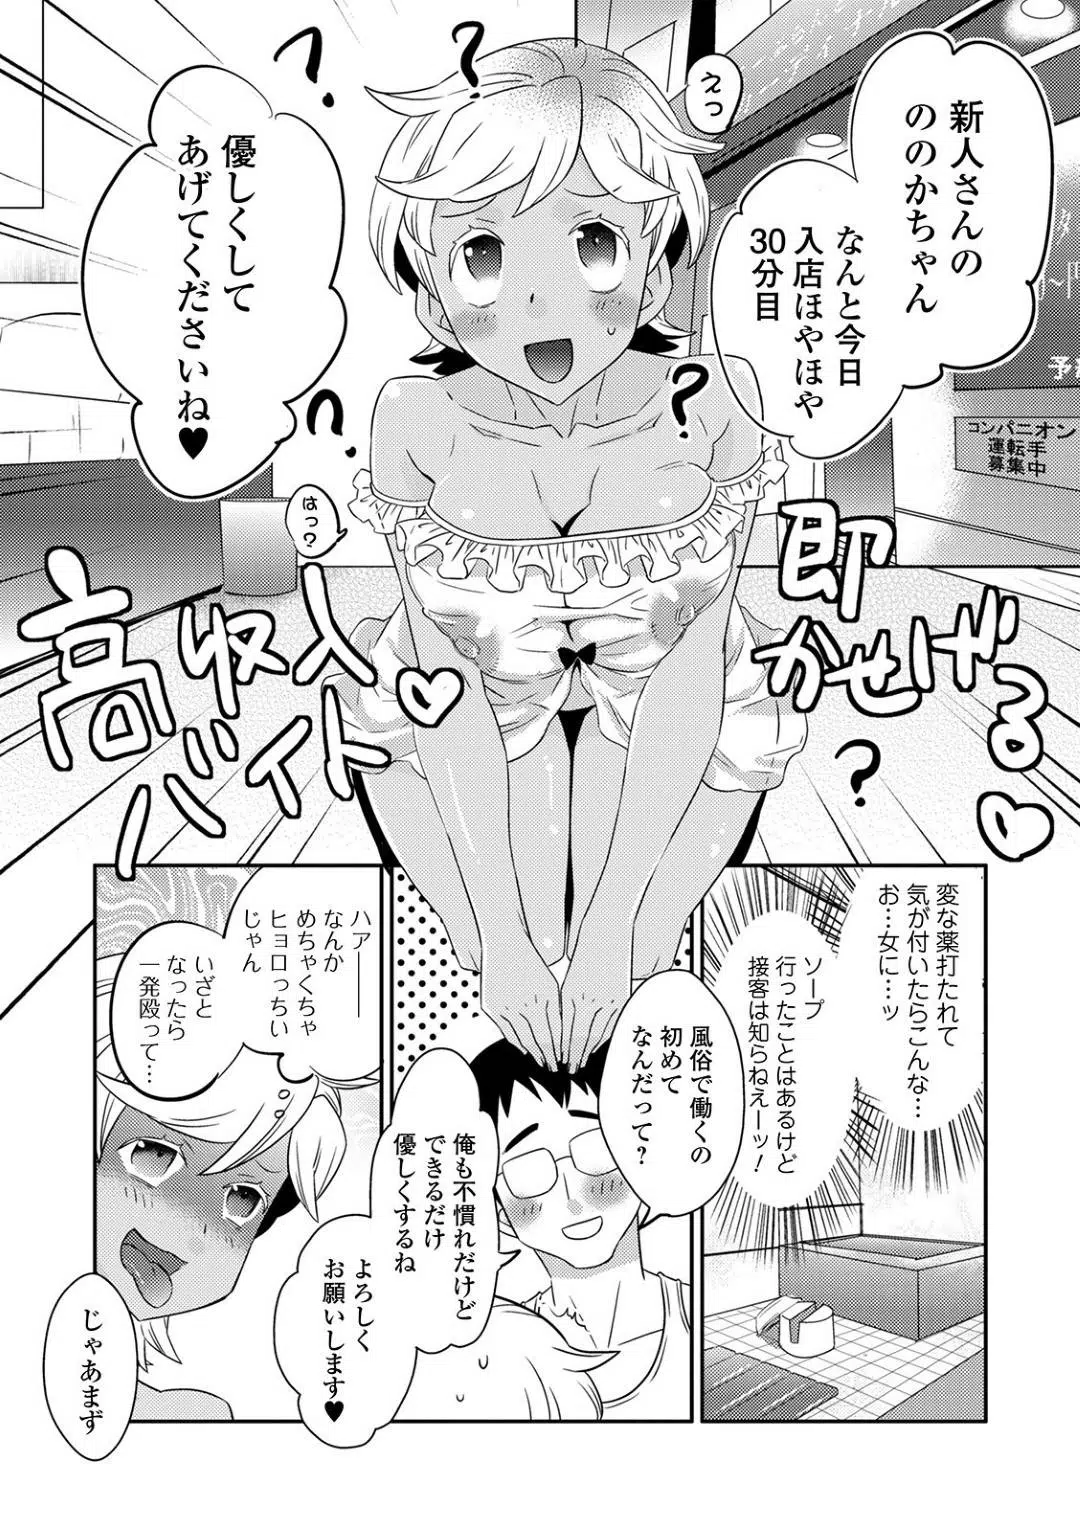 新人さんの
ののかちゃん
なんと今日
入店ほやほや
30分目
えっ
優しくして
あげてくださいね♥
はっ?
コンパニオン
運転手
募集中
予
即
かせげる♡
高収入
バイト♡
変な薬打たれて
気が付いたらこんな…
お…女に……ッ
ソープ
行ったことはあるけど
接客は知らねえーッ!
風俗で働くの
初めて
なんだって?
俺も不慣れだけど
できるだけ
優しくするね
よろしく
お願いします♥
ハア――
なんか
めちゃくちゃ
ヒョロっちい
じゃん
いざと
なったら
一発殴って…
じゃあまず